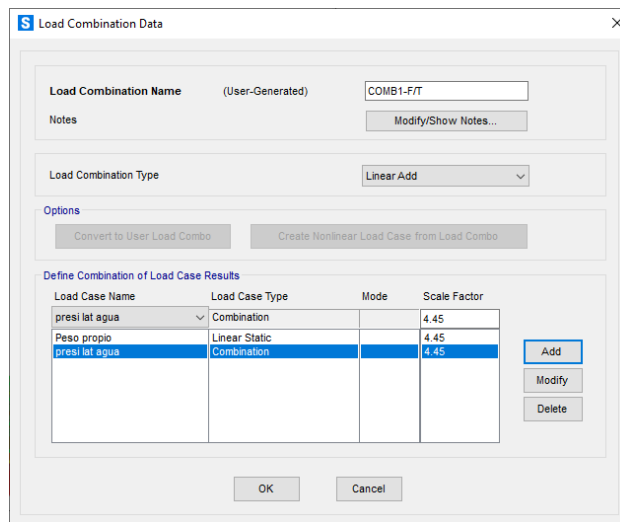 S Load Combination Data
Load Combination Name (User-Generated) COMB1-F/T
Notes Modify/Show Notes...
Load Combination Type Linear Add
Options
Convert to User Load Combo Create Nonlinear Load Case from Load Combo
Define Combination of Load Case Results
Load Case Name Load Case Type Mode Scale Factor
presi lat agua Combination 4.45
Peso propio Linear Static 4.45
presi lat agua Combination 4.45
Add
Modify
Delete
OK Cancel